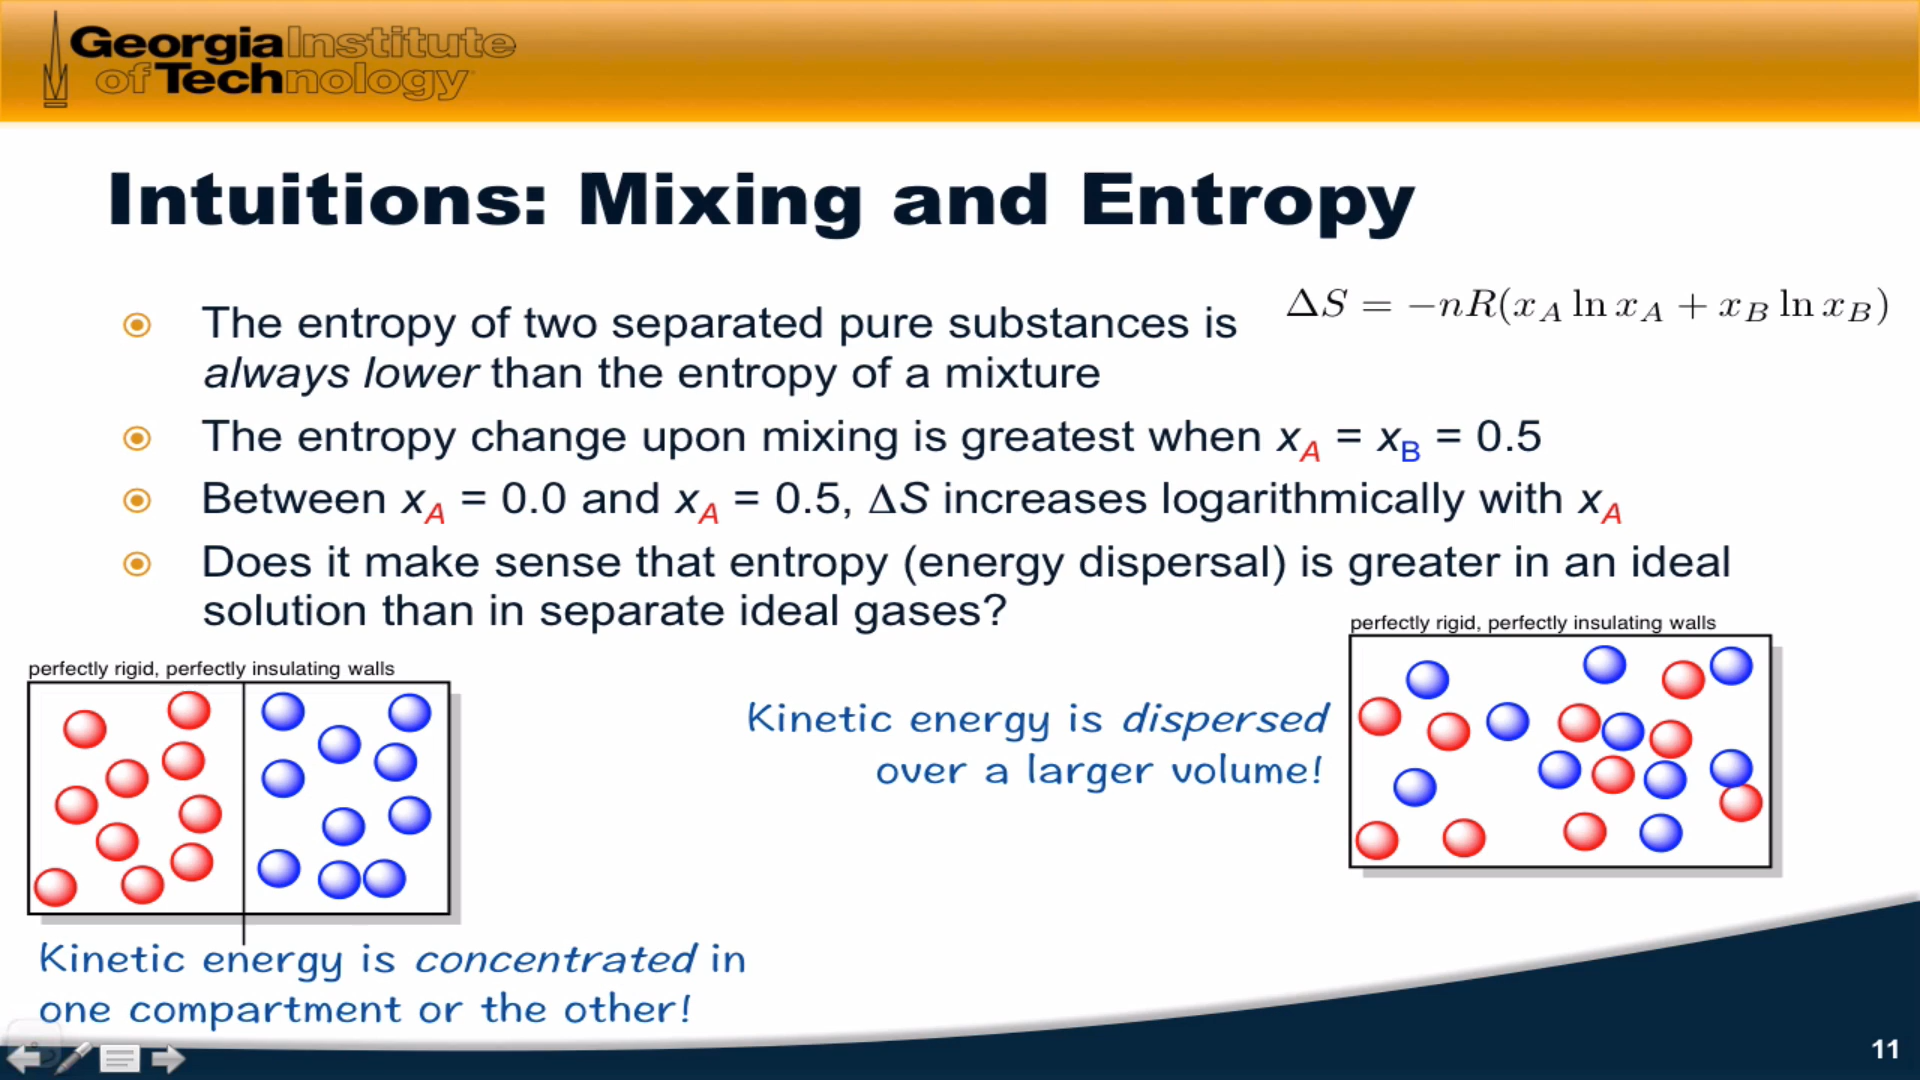 Georgia Institute
of Technology
Intuitions: Mixing and Entropy
ΔS = −nR(x_A ln x_A + x_B ln x_B)
The entropy of two separated pure substances is
always lower than the entropy of a mixture
The entropy change upon mixing is greatest when x_A = x_B = 0.5
Between x_A = 0.0 and x_A = 0.5, ΔS increases logarithmically with x_A
Does it make sense that entropy (energy dispersal) is greater in an ideal
solution than in separate ideal gases?
perfectly rigid, perfectly insulating walls
perfectly rigid, perfectly insulating walls
Kinetic energy is dispersed
over a larger volume!
Kinetic energy is concentrated in
one compartment or the other!
11